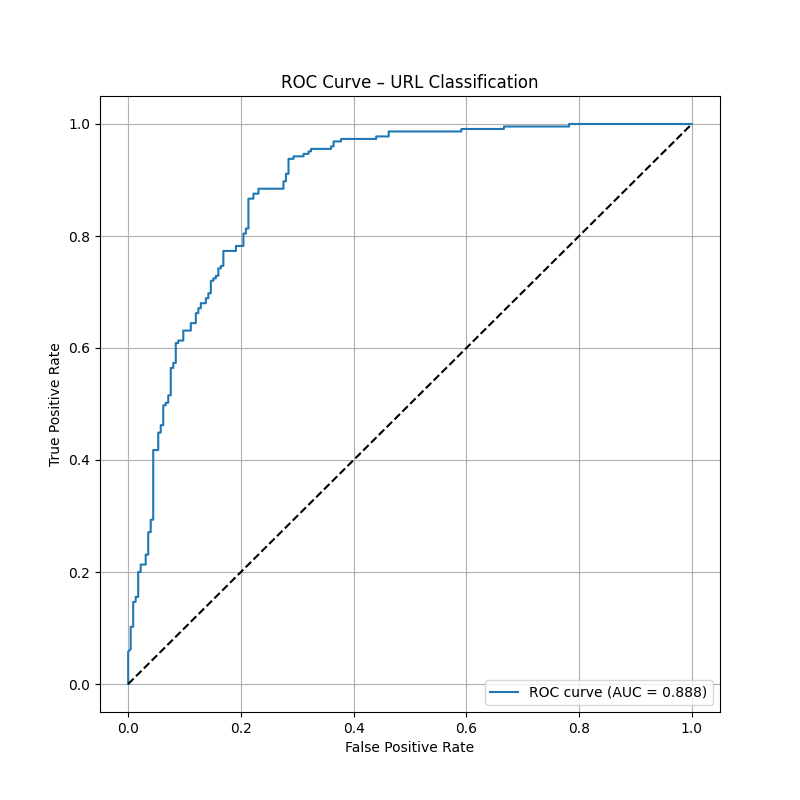 ROC Curve – URL Classification
True Positive Rate
1.0
0.8
0.6
0.4
0.2
0.0
ROC curve (AUC = 0.888)
0.0 0.2 0.4 0.6 0.8 1.0
False Positive Rate